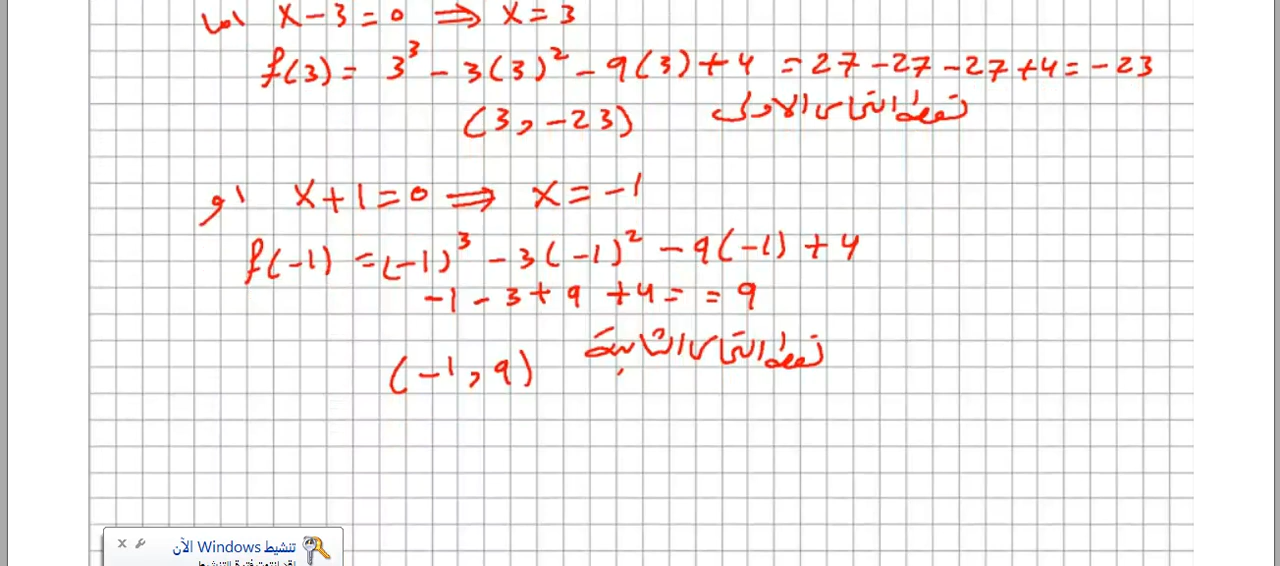 اما x - 3 = 0 ⟹ x = 3
f(3) = 3³ - 3(3)² - 9(3) + 4 = 27 - 27 - 27 + 4 = -23
(3, -23) نقطة التماس الاولى
او x + 1 = 0 ⟹ x = -1
f(-1) = (-1)³ - 3(-1)² - 9(-1) + 4
-1 - 3 + 9 + 4 = = 9
(-1, 9) نقطة التماس الثانية
تنشيط Windows الآن